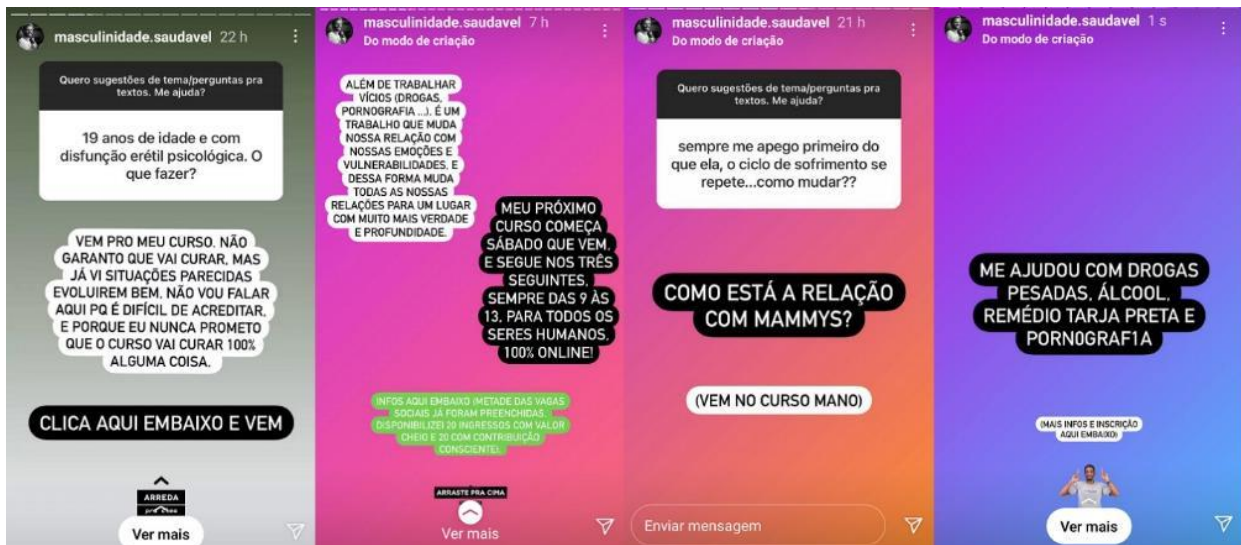 masculinidade.saudavel 22 h
Quero sugestões de tema/perguntas pra
textos. Me ajuda?
19 anos de idade e com
disfunção erétil psicológica. O
que fazer?
VEM PRO MEU CURSO. NÃO
GARANTO QUE VAI CURAR, MAS
JÁ VI SITUAÇÕES PARECIDAS
EVOLUIREM BEM. NÃO VOU FALAR
AQUI PQ É DIFÍCIL DE ACREDITAR,
E PORQUE EU NUNCA PROMETO
QUE O CURSO VAI CURAR 100%
ALGUMA COISA.
CLICA AQUI EMBAIXO E VEM
ARREDA
Ver mais
masculinidade.saudavel 7 h
Do modo de criação
ALÉM DE TRABALHAR
VÍCIOS (DROGAS,
PORNOGRAFIA ...), É UM
TRABALHO QUE MUDA
NOSSA RELAÇÃO COM
NOSSAS EMOÇÕES E
VULNERABILIDADES, E
DESSA FORMA MUDA
TODAS AS NOSSAS
RELAÇÕES PARA UM LUGAR
COM MUITO MAIS VERDADE
E PROFUNDIDADE.
MEU PRÓXIMO
CURSO COMEÇA
SÁBADO QUE VEM,
E SEGUE NOS TRÊS
SEGUINTES,
SEMPRE DAS 9 ÀS
13, PARA TODOS OS
SERES HUMANOS,
100% ONLINE!
INFOS AQUI EMBAIXO (METADE DAS VAGAS
SOCIAIS JÁ FORAM PREENCHIDAS.
DISPONIBILIZEI 20 INGRESSOS COM VALOR
CHEIO E 20 COM CONTRIBUIÇÃO
CONSCIENTE).
ARRASTE PRA CIMA
Ver mais
masculinidade.saudavel 21 h
Do modo de criação
Quero sugestões de tema/perguntas pra
textos. Me ajuda?
sempre me apego primeiro do
que ela, o ciclo de sofrimento se
repete...como mudar??
COMO ESTÁ A RELAÇÃO
COM MAMMYS?
(VEM NO CURSO MANO)
Enviar mensagem
masculinidade.saudavel 1 s
Do modo de criação
ME AJUDOU COM DROGAS
PESADAS, ÁLCOOL,
REMÉDIO TARJA PRETA E
PORN0GRAF1A
(MAIS INFOS E INSCRIÇÃO
AQUI EMBAIXO)
Ver mais